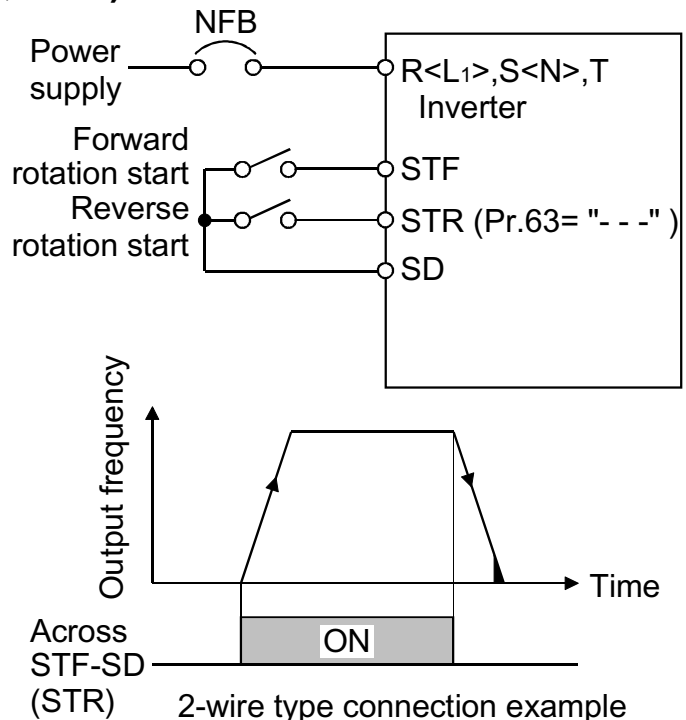 NFB
Power
supply
R<L1>,S<N>,T
Inverter
Forward
rotation start
STF
Reverse
rotation start
STR (Pr.63= "- - -" )
SD
Output frequency
Time
Across
STF-SD
(STR)
ON
2-wire type connection example